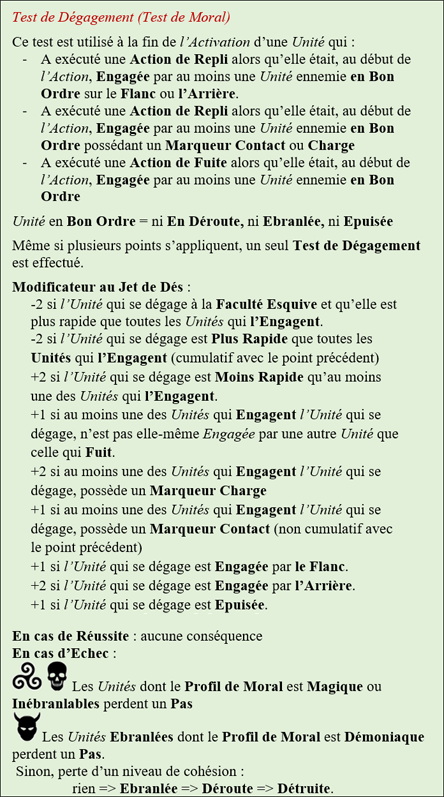 Test de Dégagement (Test de Moral)
Ce test est utilisé à la fin de l'Activation d'une Unité qui :
- A exécuté une Action de Repli alors qu'elle était, au début de
l'Action, Engagée par au moins une Unité ennemie en Bon
Ordre sur le Flanc ou l'Arrière.
- A exécuté une Action de Repli alors qu'elle était, au début de
l'Action, Engagée par au moins une Unité ennemie en Bon
Ordre possédant un Marqueur Contact ou Charge
- A exécuté une Action de Fuite alors qu'elle était, au début de
l'Action, Engagée par au moins une Unité ennemie en Bon
Ordre
Unité en Bon Ordre = ni En Déroute, ni Ebranlée, ni Epuisée
Même si plusieurs points s'appliquent, un seul Test de Dégagement
est effectué.
Modificateur au Jet de Dés :
-2 si l'Unité qui se dégage à la Faculté Esquive et qu'elle est
plus rapide que toutes les Unités qui l'Engagent.
-2 si l'Unité qui se dégage est Plus Rapide que toutes les
Unités qui l'Engagent (cumulatif avec le point précédent)
+2 si l'Unité qui se dégage est Moins Rapide qu'au moins
une des Unités qui l'Engagent.
+1 si au moins une des Unités qui Engagent l'Unité qui se
dégage, n'est pas elle-même Engagée par une autre Unité que
celle qui Fuit.
+2 si au moins une des Unités qui Engagent l'Unité qui se
dégage, possède un Marqueur Charge
+1 si au moins une des Unités qui Engagent l'Unité qui se
dégage, possède un Marqueur Contact (non cumulatif avec
le point précédent)
+1 si l'Unité qui se dégage est Engagée par le Flanc.
+2 si l'Unité qui se dégage est Engagée par l'Arrière.
+1 si l'Unité qui se dégage est Epuisée.
En cas de Réussite : aucune conséquence
En cas d'Echec :
Les Unités dont le Profil de Moral est Magique ou
Inébranlables perdent un Pas
Les Unités Ebranlées dont le Profil de Moral est Démoniaque
perdent un Pas.
Sinon, perte d'un niveau de cohésion :
rien => Ebranlée => Déroute => Détruite.